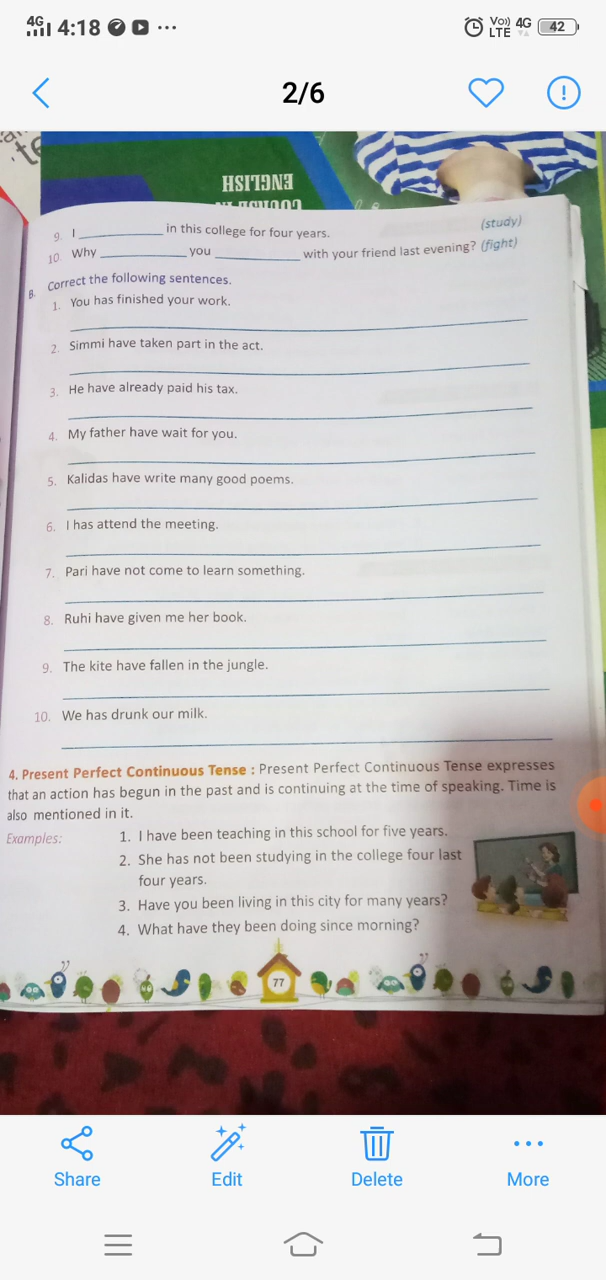 4G 4:18 ... Vo)) LTE 4G 42
2/6
ENGLISH
9. I ____________ in this college for four years. (study)
10. Why ____________ you ____________ with your friend last evening? (fight)
B. Correct the following sentences.
1. You has finished your work.
2. Simmi have taken part in the act.
3. He have already paid his tax.
4. My father have wait for you.
5. Kalidas have write many good poems.
6. I has attend the meeting.
7. Pari have not come to learn something.
8. Ruhi have given me her book.
9. The kite have fallen in the jungle.
10. We has drunk our milk.
4. Present Perfect Continuous Tense : Present Perfect Continuous Tense expresses
that an action has begun in the past and is continuing at the time of speaking. Time is
also mentioned in it.
Examples: 1. I have been teaching in this school for five years.
2. She has not been studying in the college four last
four years.
3. Have you been living in this city for many years?
4. What have they been doing since morning?
77
Share Edit Delete More